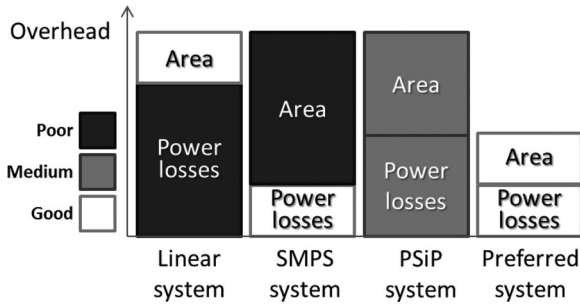 Overhead
Poor
Medium
Good
Area
Power
losses
Area
Power
losses
Area
Power
losses
Area
Power
losses
Linear
system
SMPS
system
PSiP
system
Preferred
system